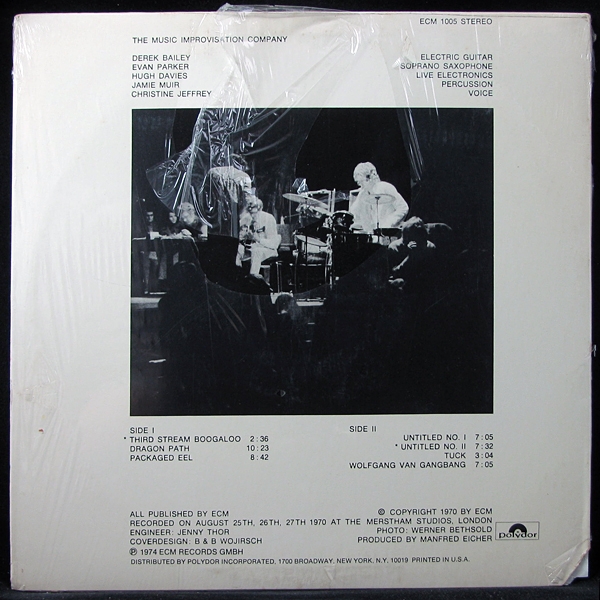 ECM 1005 STEREO
THE MUSIC IMPROVISATION COMPANY
DEREK BAILEY ELECTRIC GUITAR
EVAN PARKER SOPRANO SAXOPHONE
HUGH DAVIES LIVE ELECTRONICS
JAMIE MUIR PERCUSSION
CHRISTINE JEFFREY VOICE
SIDE I
* THIRD STREAM BOOGALOO 2:36
DRAGON PATH 10:23
PACKAGED EEL 8:42
SIDE II
UNTITLED NO. I 7:05
* UNTITLED NO. II 7:32
TUCK 3:04
WOLFGANG VAN GANGBANG 7:05
ALL PUBLISHED BY ECM © COPYRIGHT 1970 BY ECM
RECORDED ON AUGUST 25TH, 26TH, 27TH 1970 AT THE MERSTHAM STUDIOS, LONDON
ENGINEER: JENNY THOR PHOTO: WERNER BETHSOLD
COVERDESIGN: B & B WOJIRSCH PRODUCED BY MANFRED EICHER
℗ 1974 ECM RECORDS GMBH
DISTRIBUTED BY POLYDOR INCORPORATED, 1700 BROADWAY, NEW YORK, N.Y. 10019 PRINTED IN U.S.A.
polydor